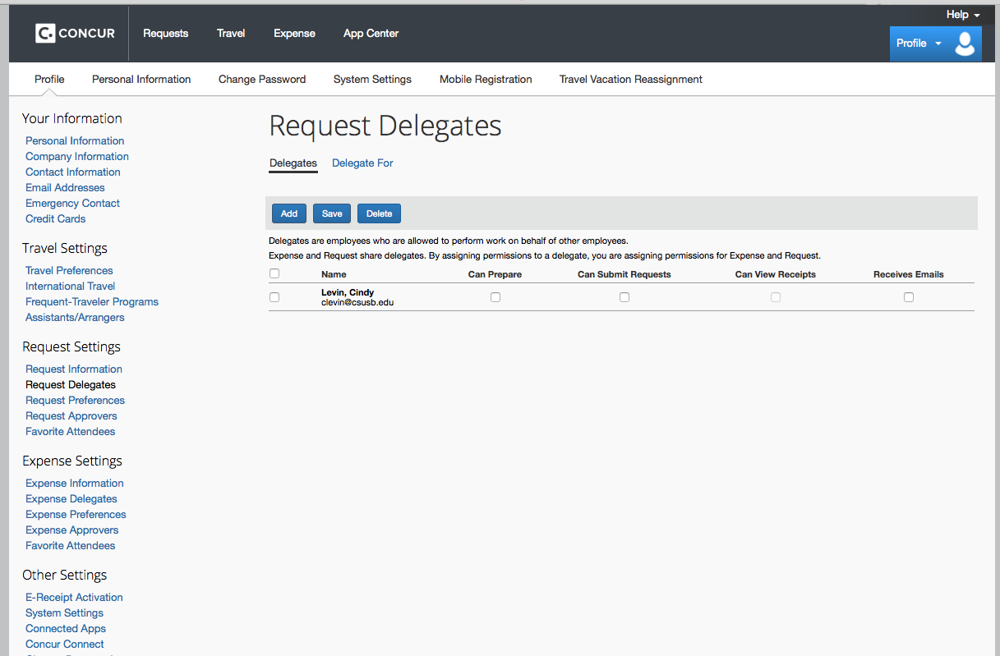 Help
C. CONCUR Requests Travel Expense App Center
Profile
Profile Personal Information Change Password System Settings Mobile Registration Travel Vacation Reassignment
Your Information
Personal Information
Company Information
Contact Information
Email Addresses
Emergency Contact
Credit Cards
Travel Settings
Travel Preferences
International Travel
Frequent-Traveler Programs
Assistants/Arrangers
Request Settings
Request Information
Request Delegates
Request Preferences
Request Approvers
Favorite Attendees
Expense Settings
Expense Information
Expense Delegates
Expense Preferences
Expense Approvers
Favorite Attendees
Other Settings
E-Receipt Activation
System Settings
Connected Apps
Concur Connect
Request Delegates
Delegates Delegate For
Add Save Delete
Delegates are employees who are allowed to perform work on behalf of other employees.
Expense and Request share delegates. By assigning permissions to a delegate, you are assigning permissions for Expense and Request.
Name Can Prepare Can Submit Requests Can View Receipts Receives Emails
Levin, Cindy
clevin@csusb.edu